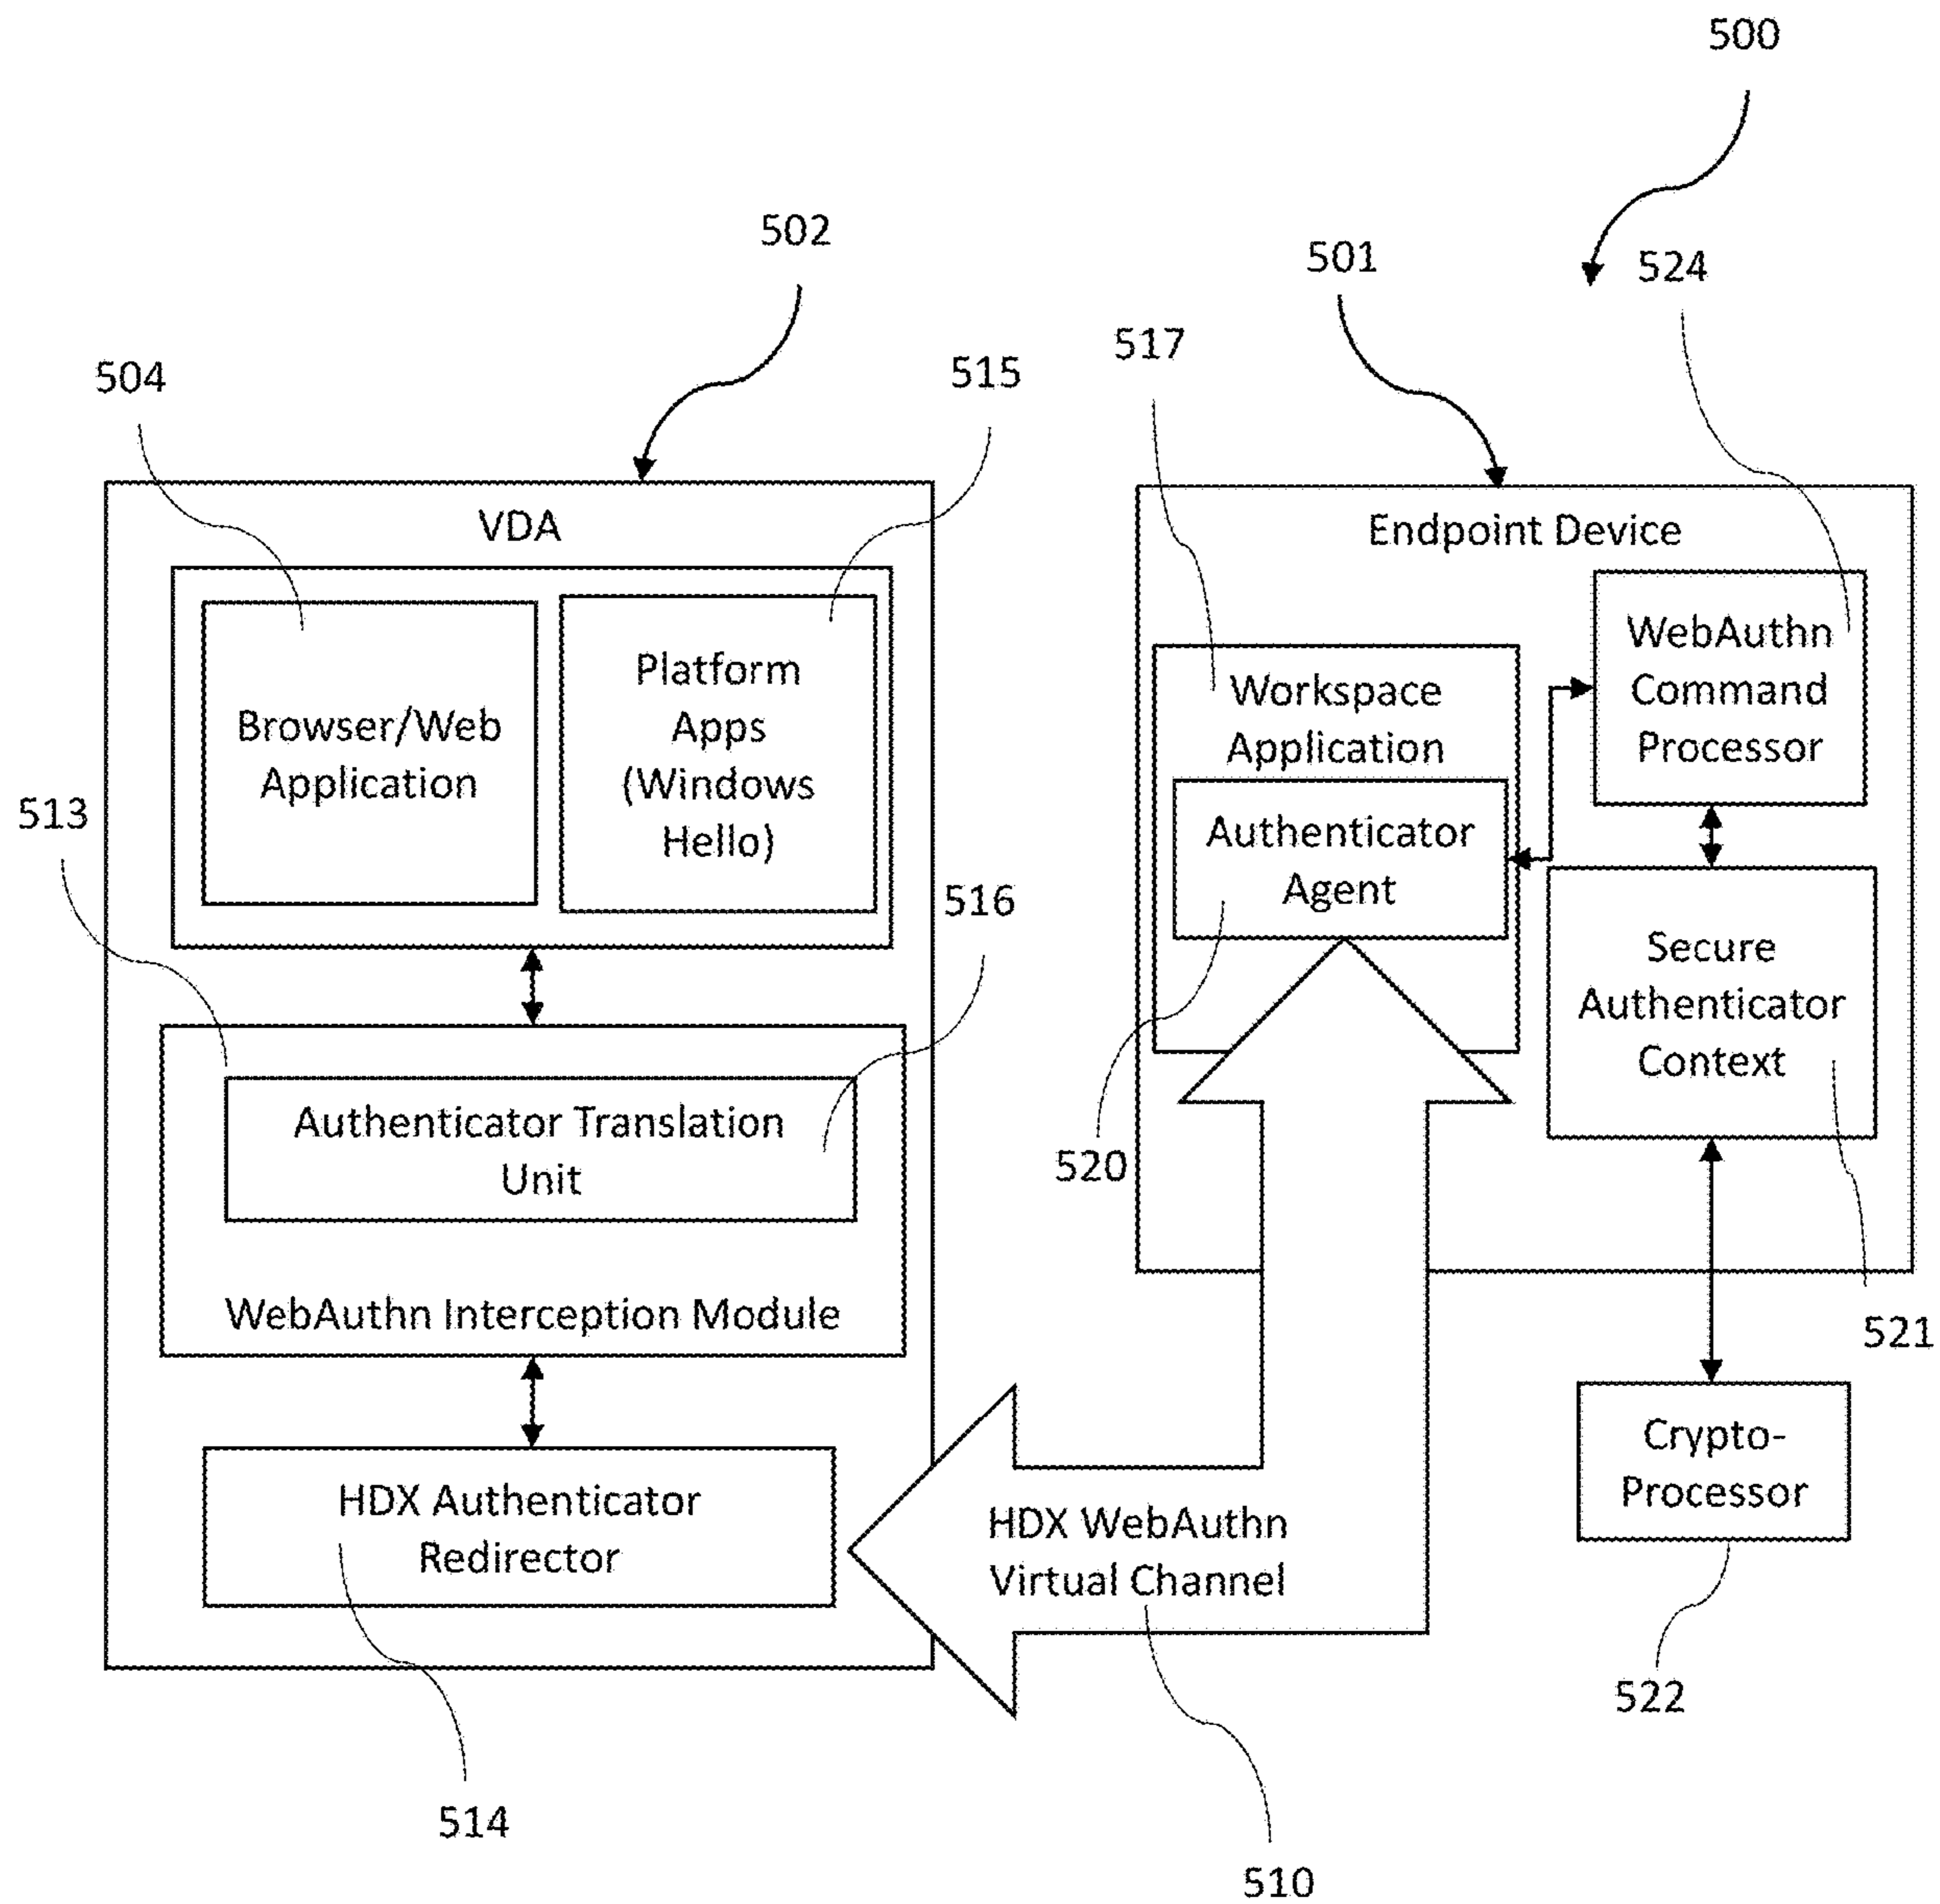 500
502
501
524
517
504
515
VDA
Endpoint Device
Browser/Web
Application
Platform
Apps
(Windows
Hello)
WebAuthn
Command
Processor
Workspace
Application
Authenticator
Agent
513
516
Secure
Authenticator
Context
Authenticator Translation
Unit
520
WebAuthn Interception Module
521
Crypto-
Processor
HDX Authenticator
Redirector
HDX WebAuthn
Virtual Channel
522
514
510